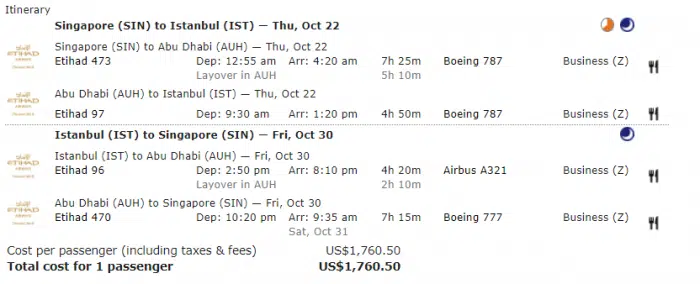 Itinerary
Singapore (SIN) to Istanbul (IST) — Thu, Oct 22
Singapore (SIN) to Abu Dhabi (AUH) — Thu, Oct 22
Etihad 473 Dep: 12:55 am Arr: 4:20 am 7h 25m Boeing 787 Business (Z)
Layover in AUH 5h 10m
Abu Dhabi (AUH) to Istanbul (IST) — Thu, Oct 22
Etihad 97 Dep: 9:30 am Arr: 1:20 pm 4h 50m Boeing 787 Business (Z)
Istanbul (IST) to Singapore (SIN) — Fri, Oct 30
Istanbul (IST) to Abu Dhabi (AUH) — Fri, Oct 30
Etihad 96 Dep: 2:50 pm Arr: 8:10 pm 4h 20m Airbus A321 Business (Z)
Layover in AUH 2h 10m
Abu Dhabi (AUH) to Singapore (SIN) — Fri, Oct 30
Etihad 470 Dep: 10:20 pm Arr: 9:35 am 7h 15m Boeing 777 Business (Z)
Sat, Oct 31
Cost per passenger (including taxes & fees) US$1,760.50
Total cost for 1 passenger US$1,760.50